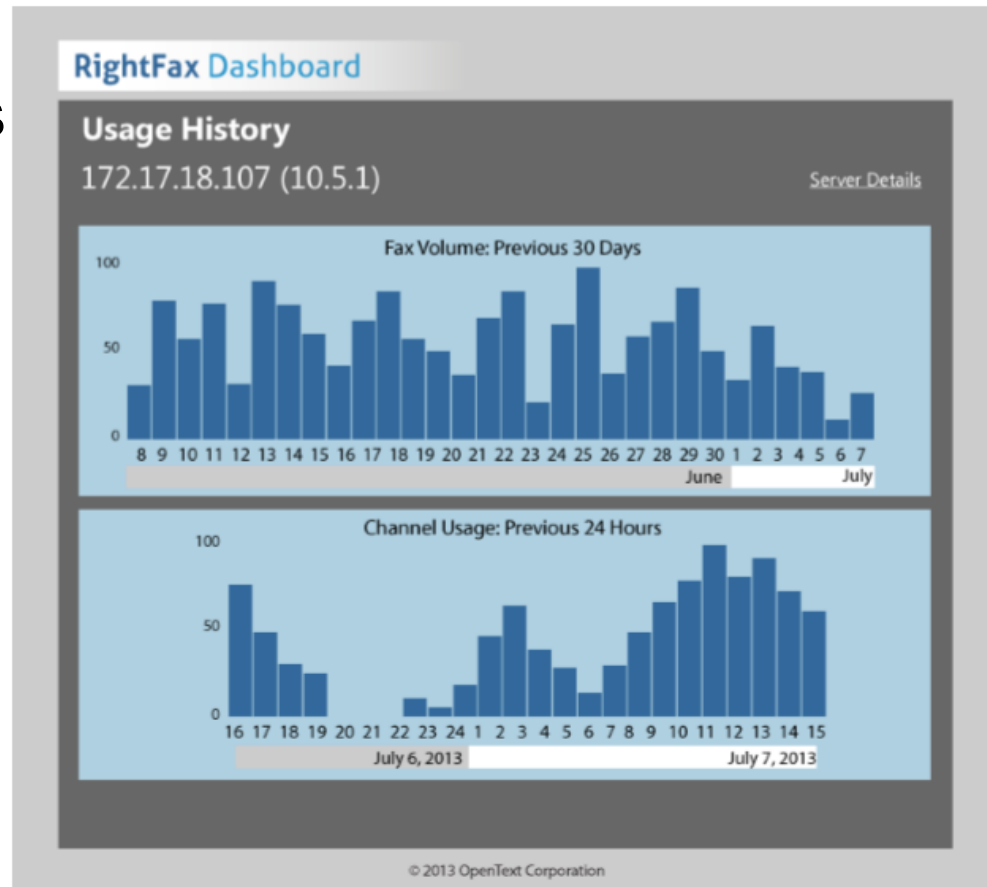 s
RightFax Dashboard
Usage History
172.17.18.107 (10.5.1)
Server Details
Fax Volume: Previous 30 Days
100
50
0
8 9 10 11 12 13 14 15 16 17 18 19 20 21 22 23 24 25 26 27 28 29 30 1 2 3 4 5 6 7
June July
Channel Usage: Previous 24 Hours
100
50
0
16 17 18 19 20 21 22 23 24 1 2 3 4 5 6 7 8 9 10 11 12 13 14 15
July 6, 2013 July 7, 2013
© 2013 OpenText Corporation